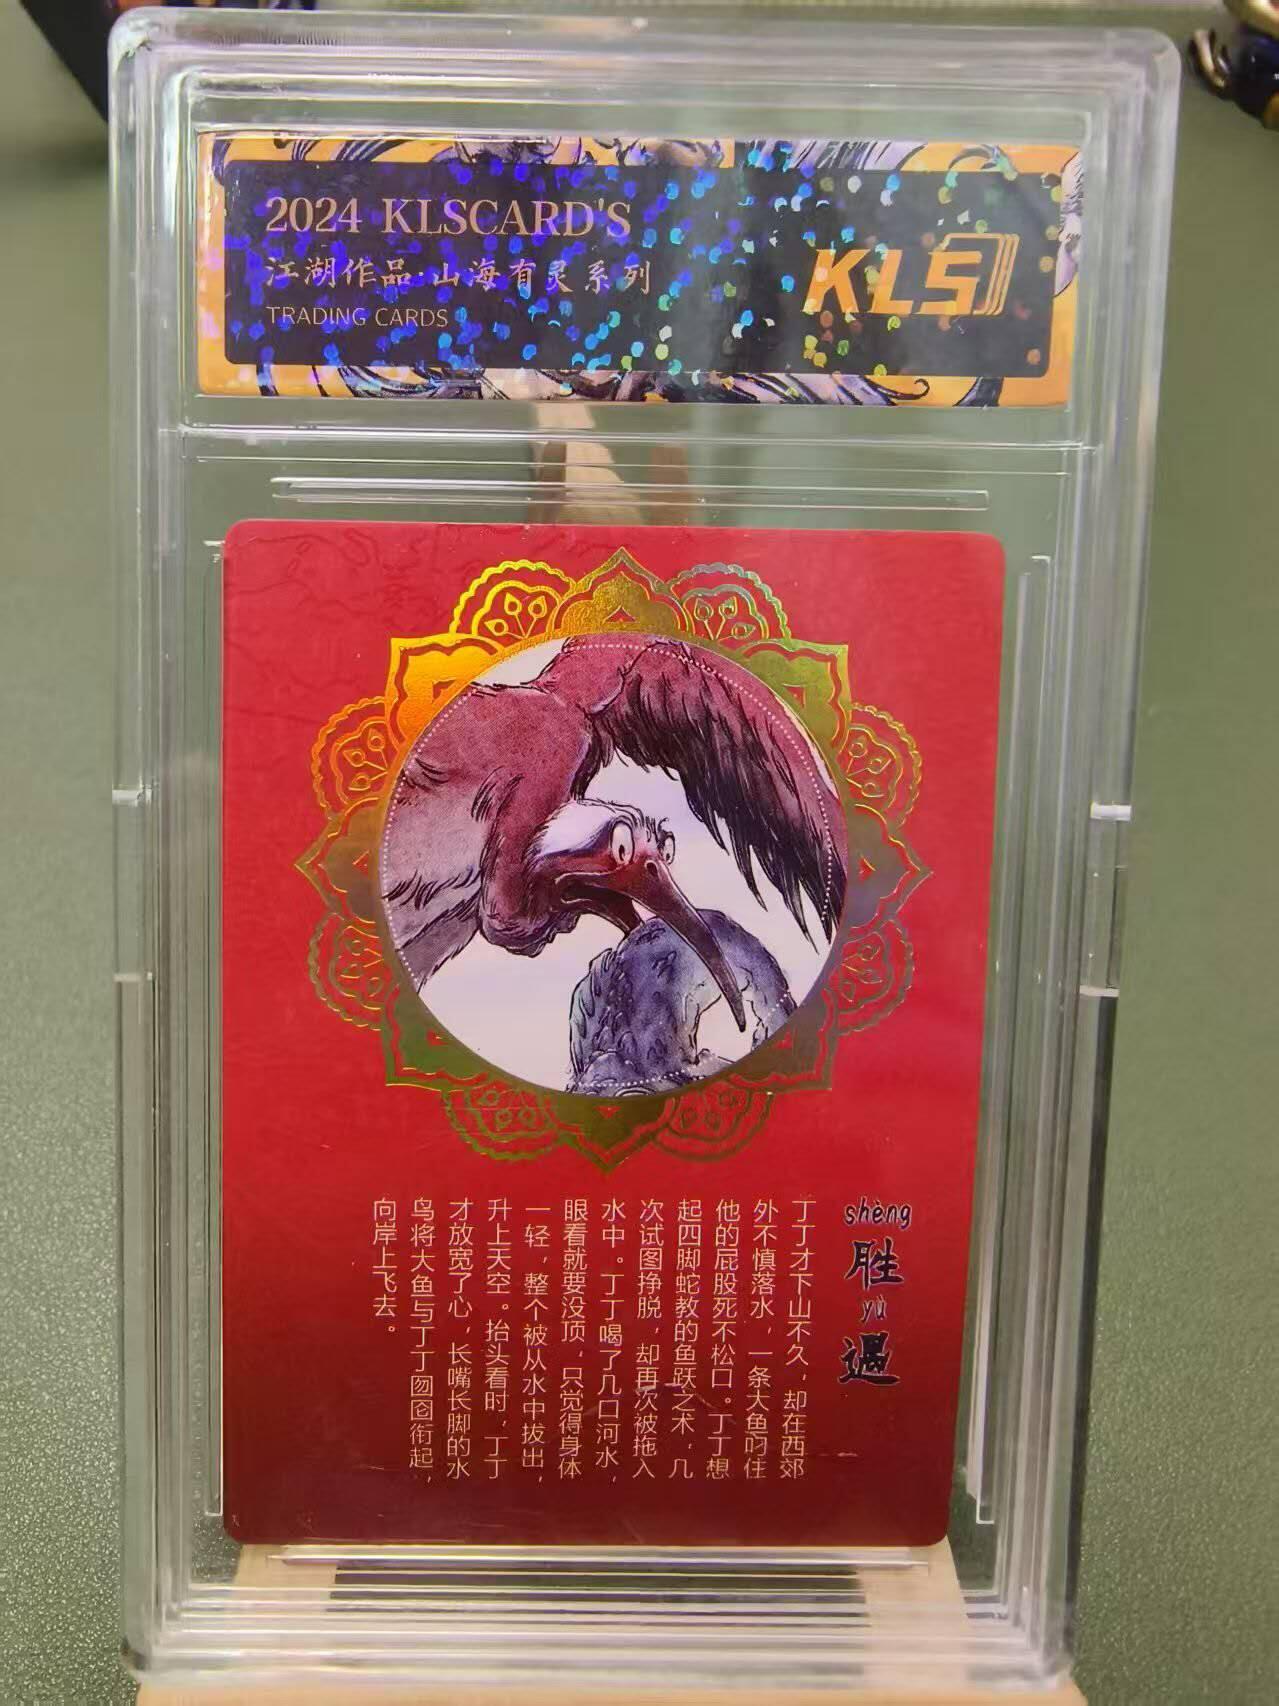 2024 KLSCARD'S
江湖作品·山海有灵系列
TRADING CARDS
KLS
shèng
胜
yù
遇
丁丁才下山不久，却在西郊
外不慎落水，一条大鱼叼住
他的屁股死不松口。丁丁想
起四脚蛇教的鱼跃之术，几
次试图挣脱，却再次被拖入
水中。丁丁喝了几口河水，
眼看就要没顶，只觉得身体
一轻，整个被从水中拔出，
升上天空。抬头看时，丁丁
才放宽了心，长嘴长脚的水
鸟将大鱼与丁丁囫囵衔起，
向岸上飞去。